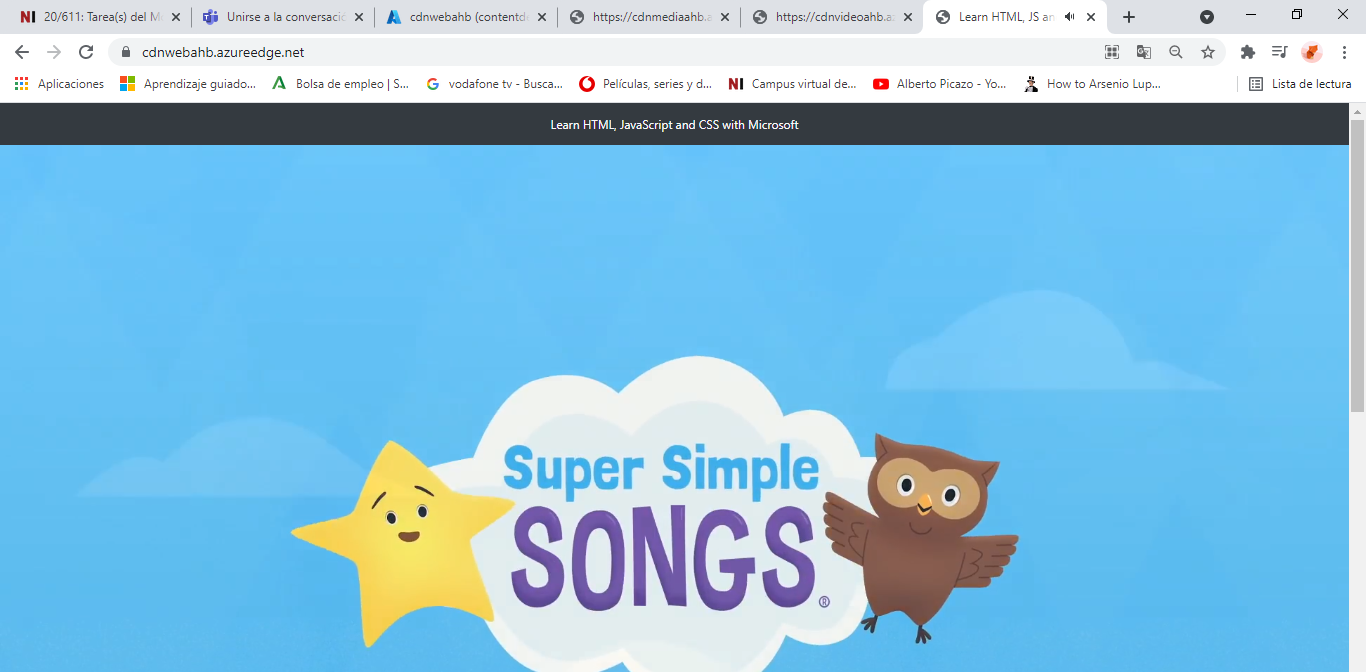 20/611: Tarea(s) del M
Unirse a la conversació
cdnwebahb (contentde
https://cdnmediaahb.a
https://cdnvideoahb.a
Learn HTML, JS an
cdnwebahb.azureedge.net
Aplicaciones
Aprendizaje guiado...
Bolsa de empleo | S...
vodafone tv - Busca...
Películas, series y d...
NI Campus virtual de...
Alberto Picazo - Yo...
How to Arsenio Lup...
Lista de lectura
Learn HTML, JavaScript and CSS with Microsoft
Super Simple
SONGS®